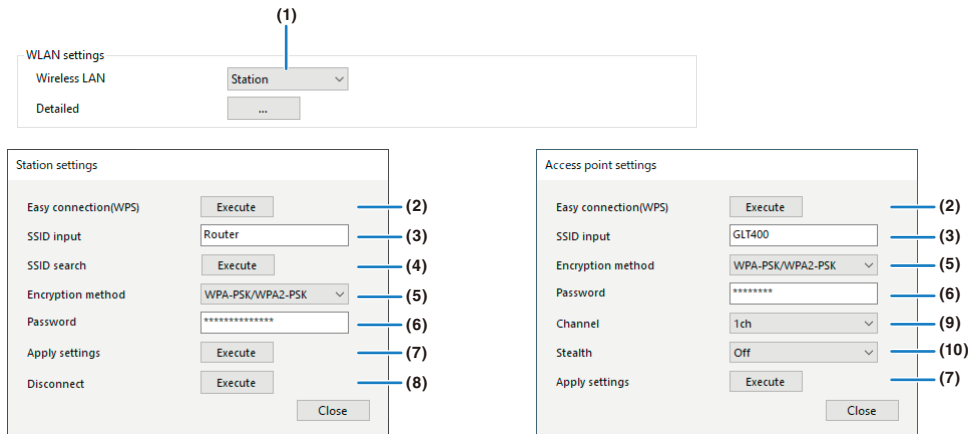 (1)
WLAN settings
Wireless LAN Station
Detailed ...
Station settings
Easy connection(WPS) Execute (2)
SSID input Router (3)
SSID search Execute (4)
Encryption method WPA-PSK/WPA2-PSK (5)
Password ************** (6)
Apply settings Execute (7)
Disconnect Execute (8)
Close
Access point settings
Easy connection(WPS) Execute (2)
SSID input GLT400 (3)
Encryption method WPA-PSK/WPA2-PSK (5)
Password ******** (6)
Channel 1ch (9)
Stealth Off (10)
Apply settings Execute (7)
Close